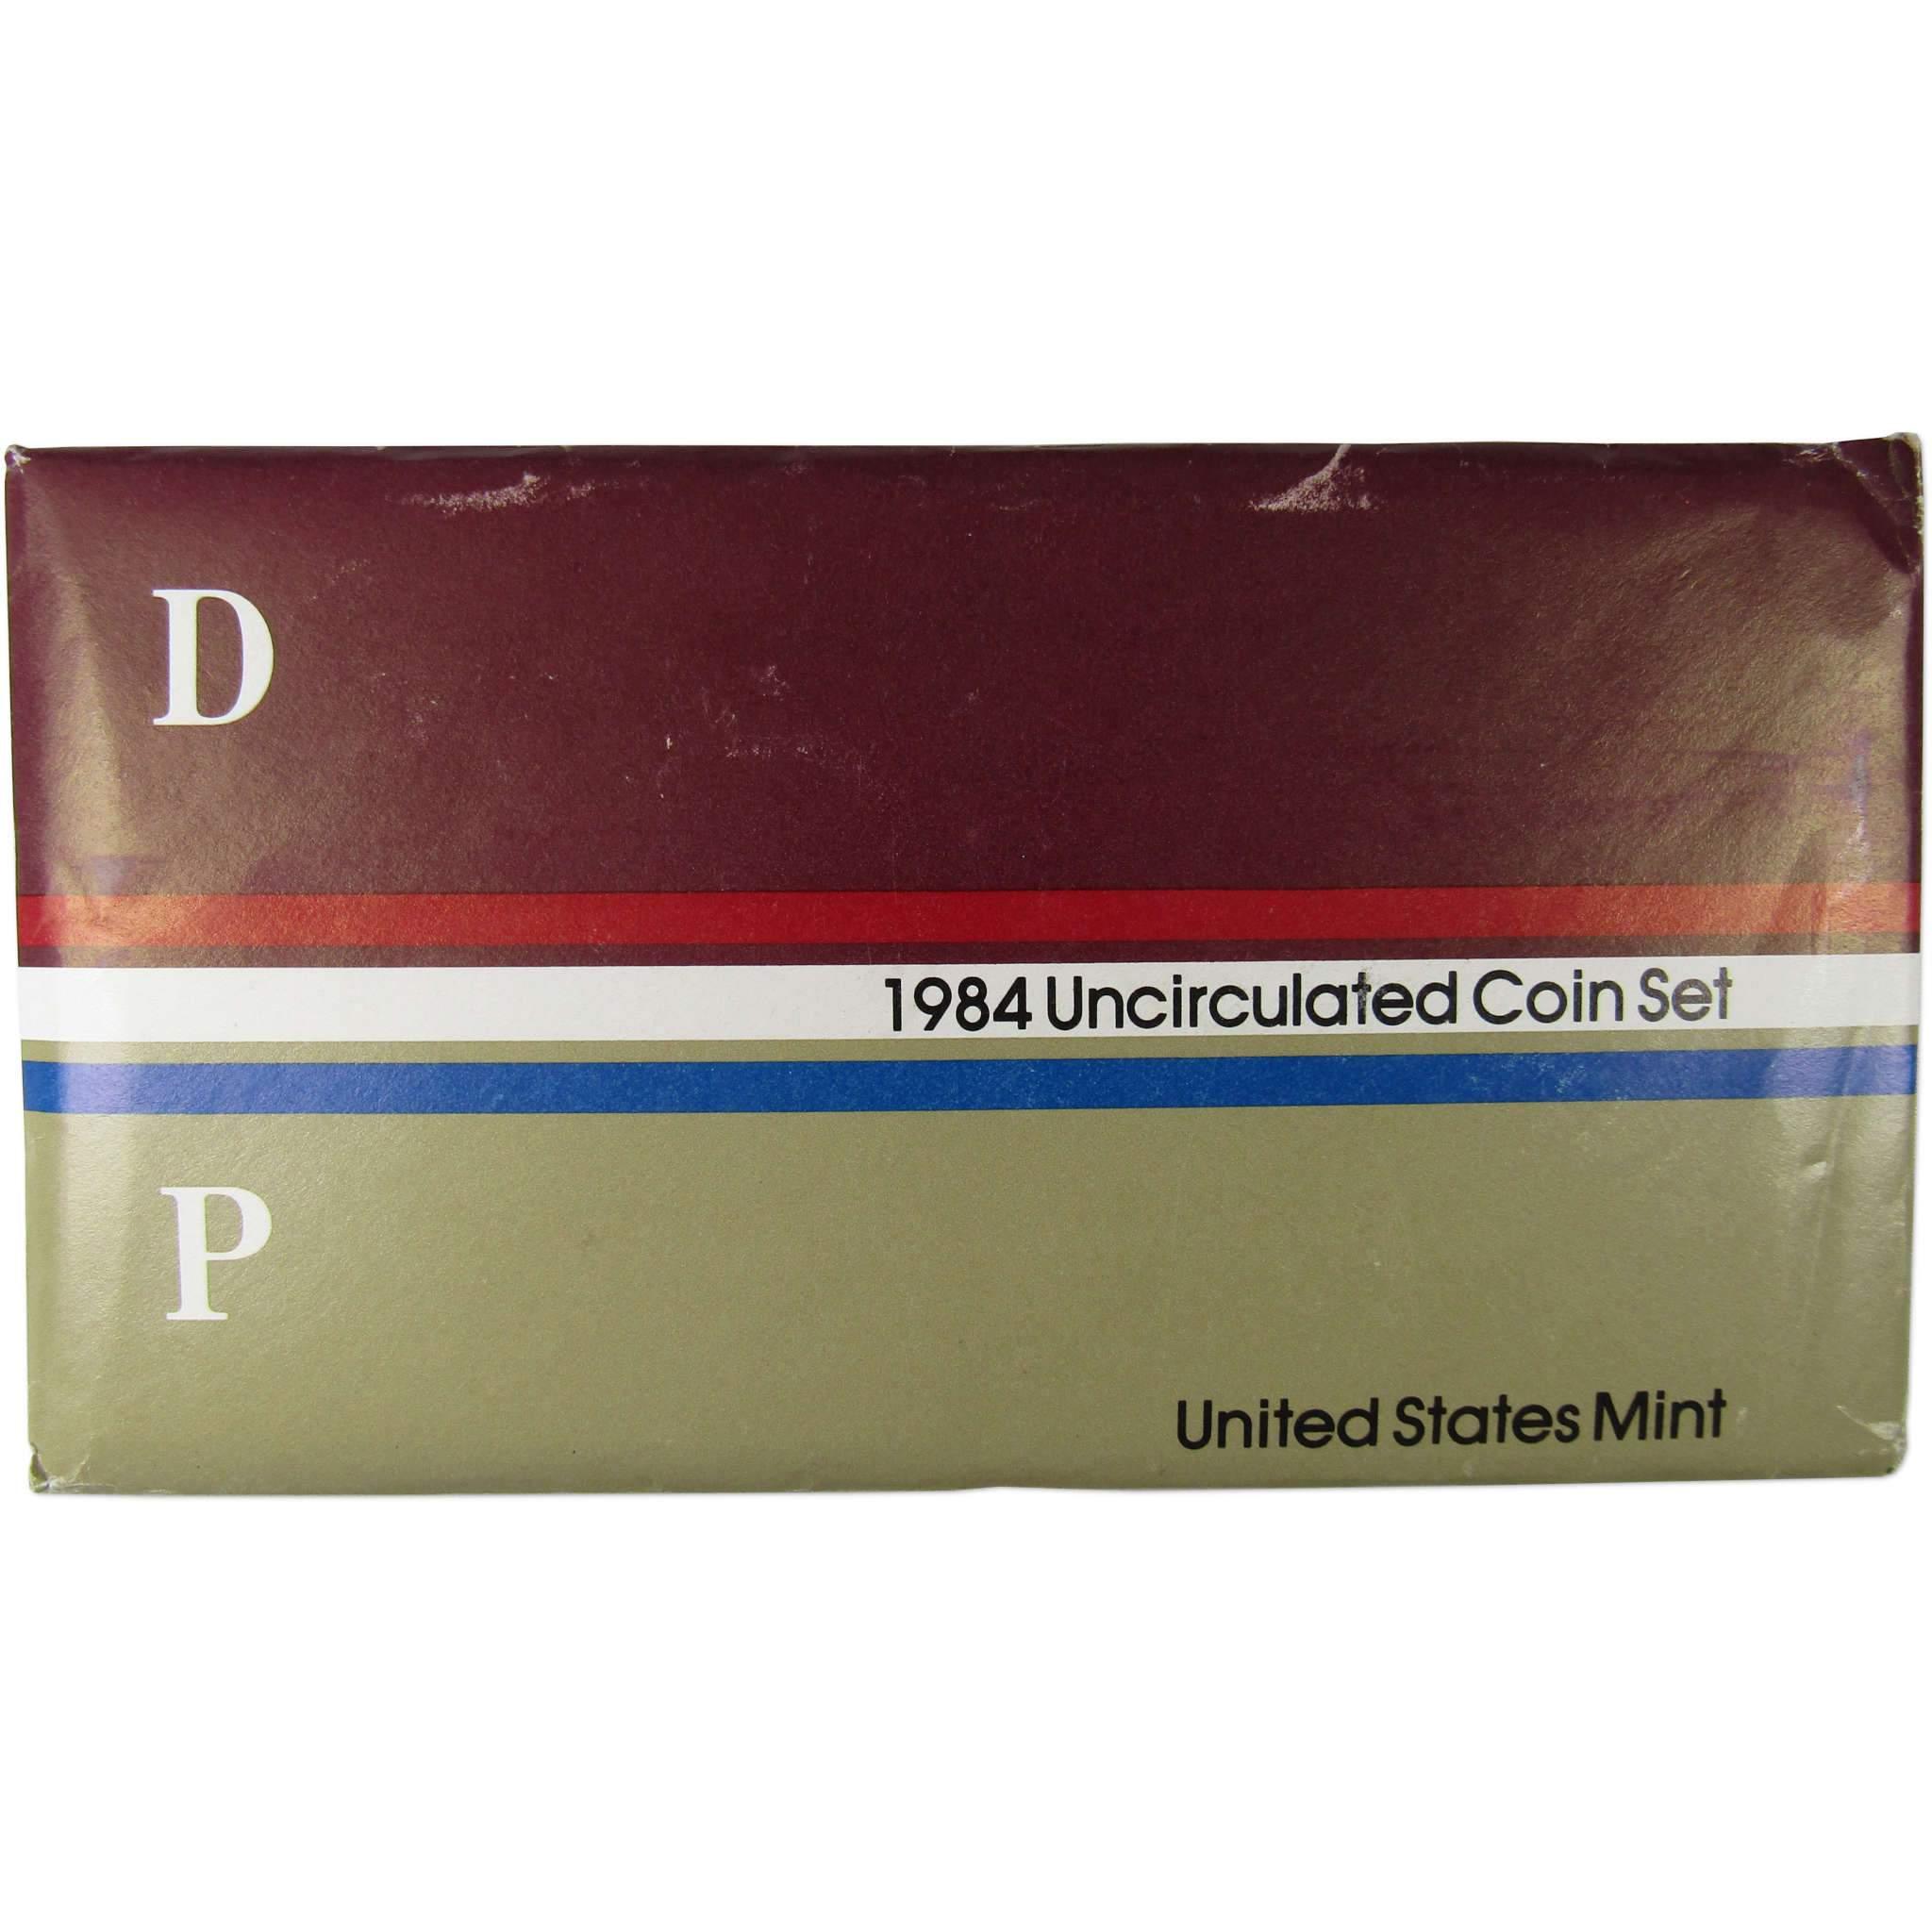 D
1984 Uncirculated Coin Set
P
United States Mint